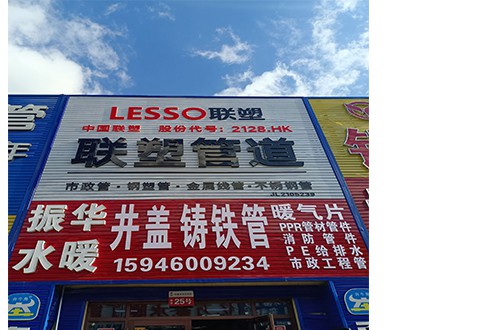 LESSO联塑
中国联塑 股份代号：2128.HK
联塑管道
市政管·钢塑管·金属线管·不锈钢管
JLZ105239
振华
水暖
井盖 铸铁管
15946009234
暖气片
PPR管材管件
消防管件
PE给排水
市政工程管
25号
管
年